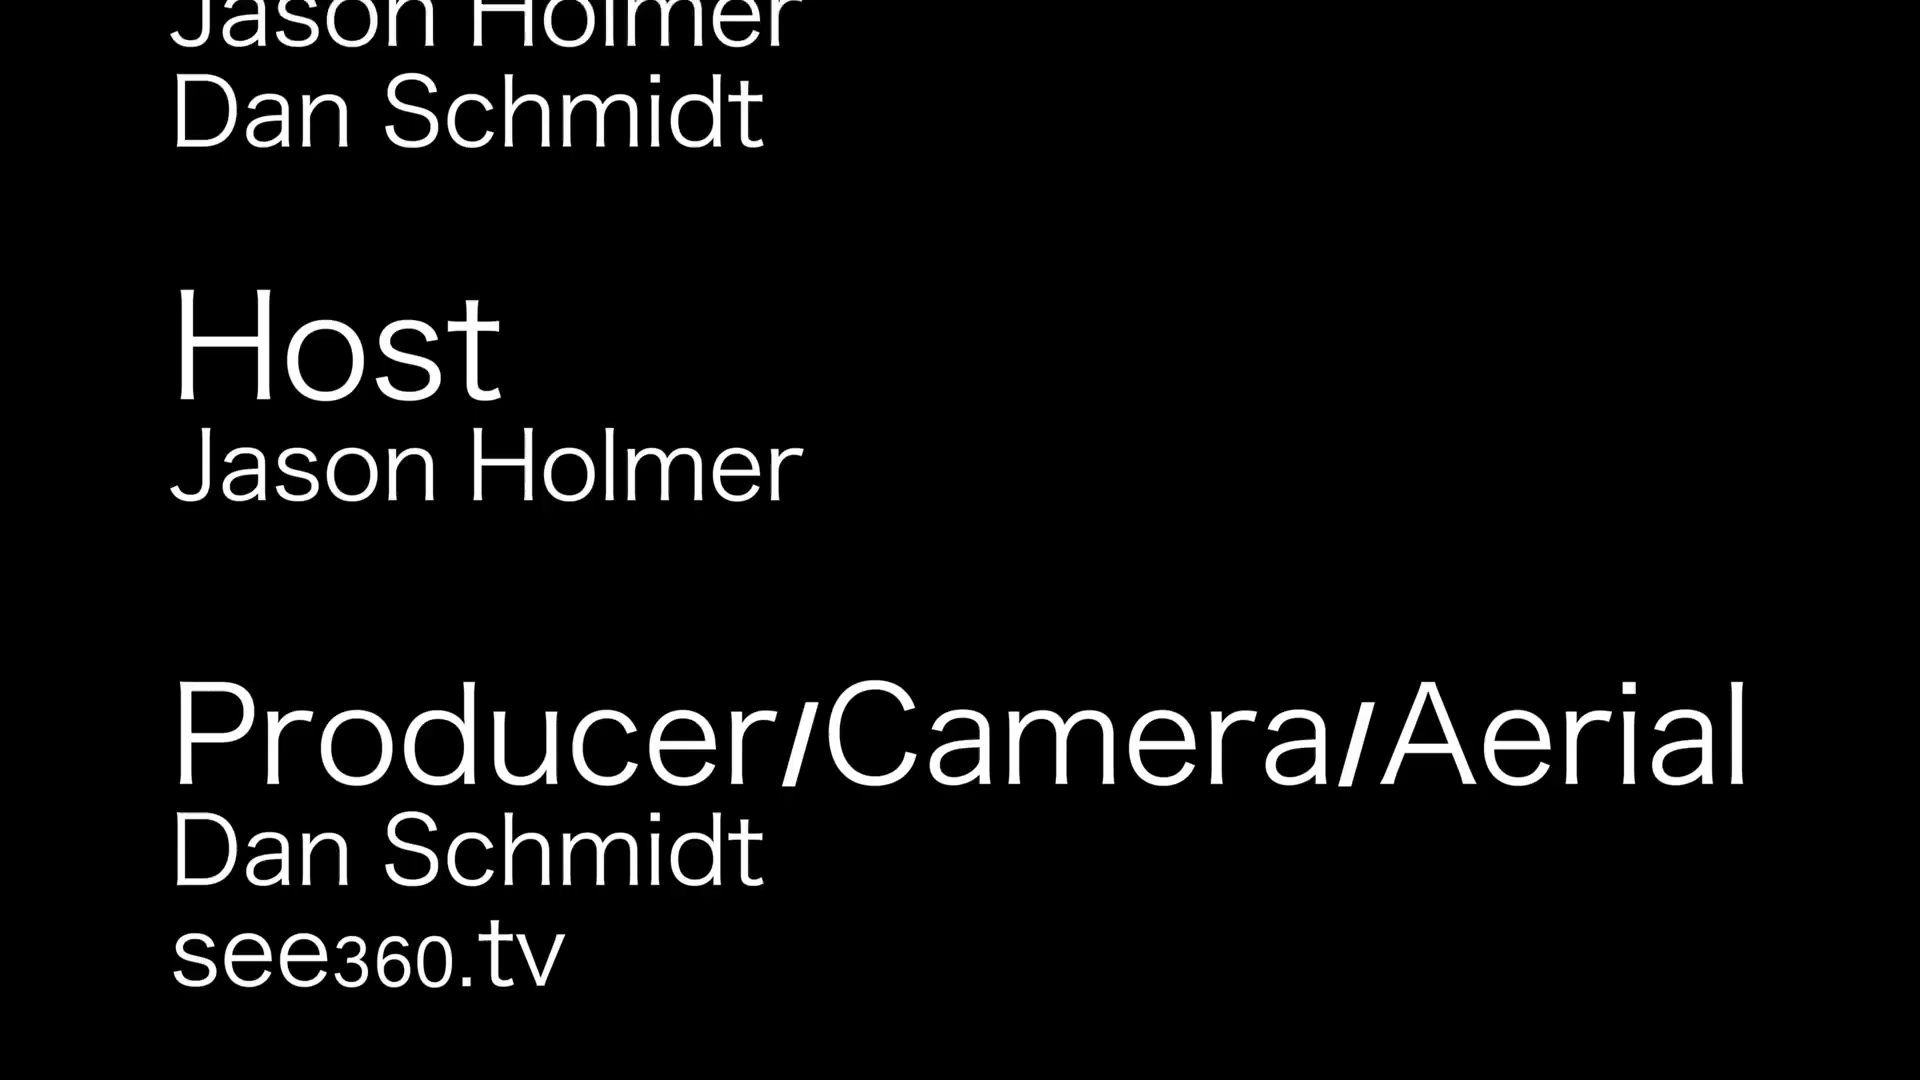 Jason Holmer
Dan Schmidt
Host
Jason Holmer
Producer/Camera/Aerial
Dan Schmidt
see360.tv